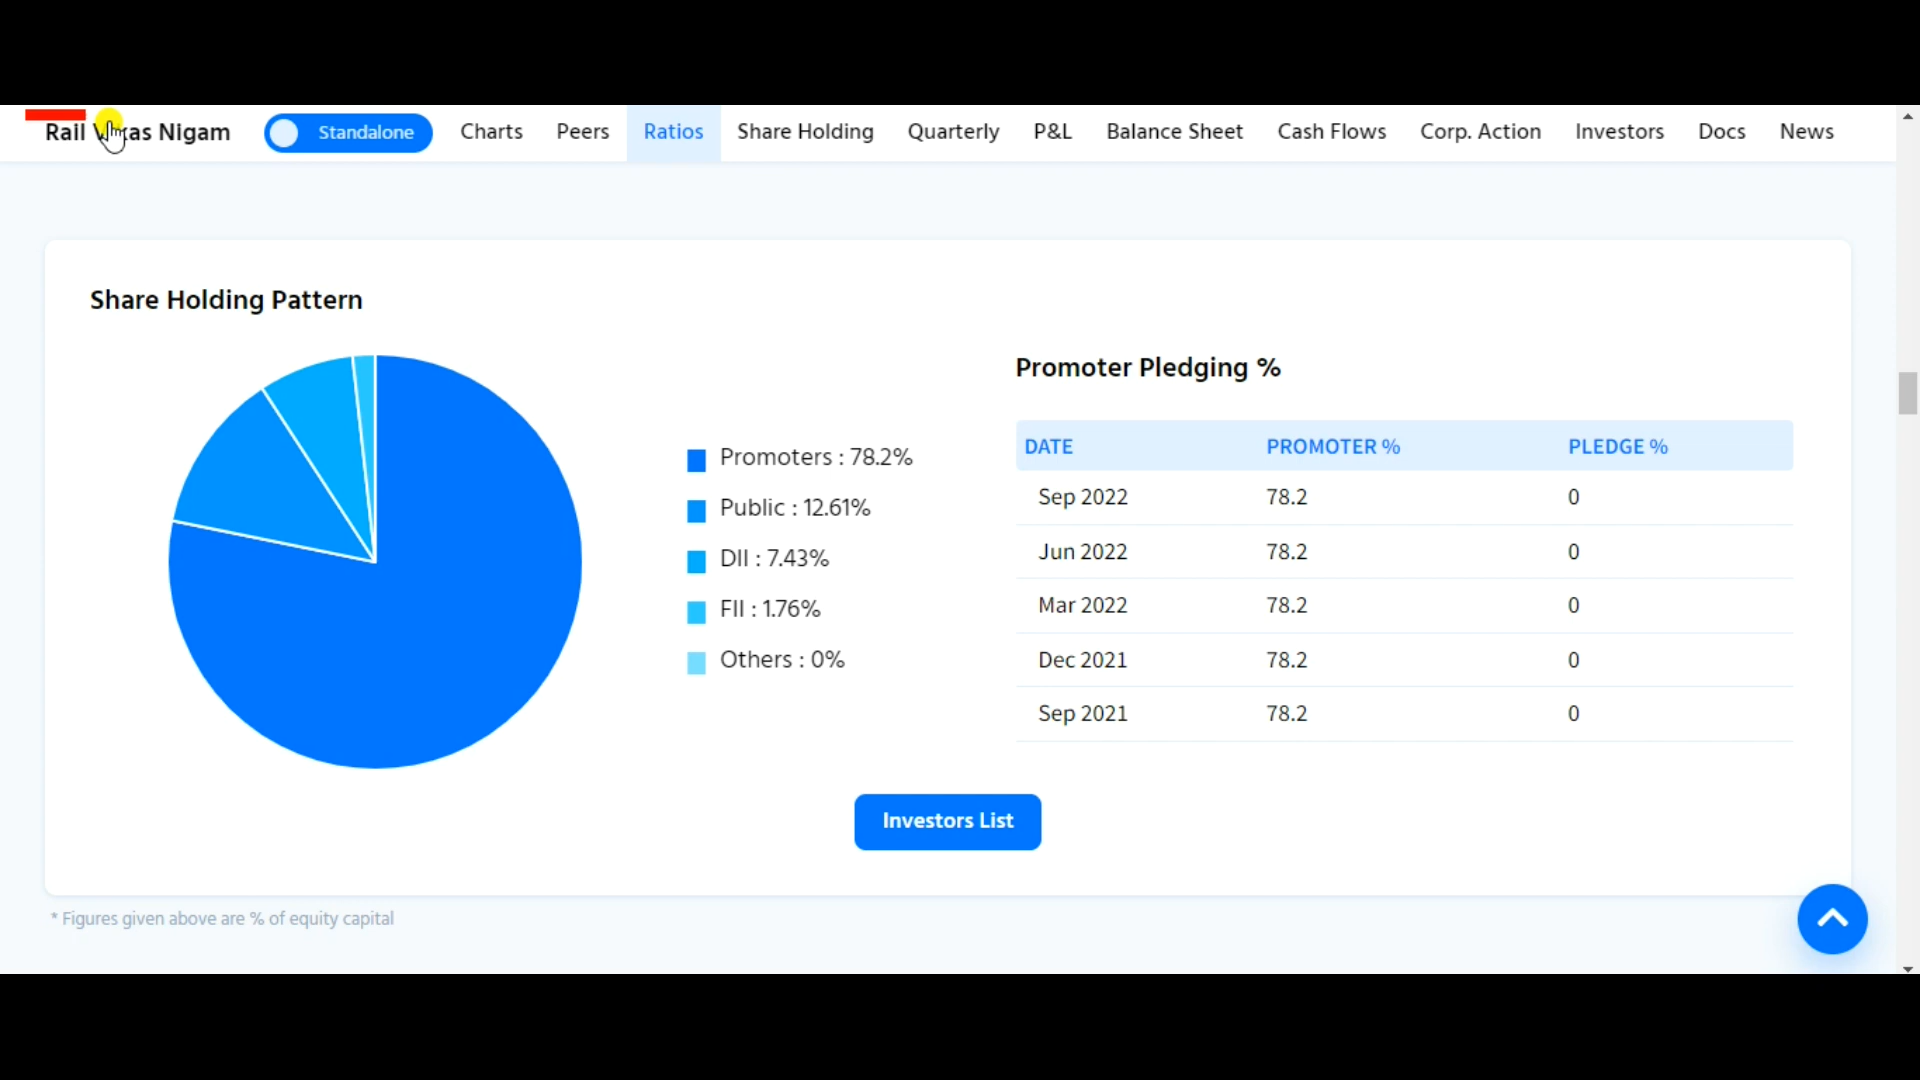 Rail Vikas Nigam
Standalone
Charts
Peers
Ratios
Share Holding
Quarterly
P&L
Balance Sheet
Cash Flows
Corp. Action
Investors
Docs
News
Share Holding Pattern
Promoters : 78.2%
Public : 12.61%
DII : 7.43%
FII : 1.76%
Others : 0%
Promoter Pledging %
DATE PROMOTER % PLEDGE %
Sep 2022 78.2 0
Jun 2022 78.2 0
Mar 2022 78.2 0
Dec 2021 78.2 0
Sep 2021 78.2 0
Investors List
* Figures given above are % of equity capital